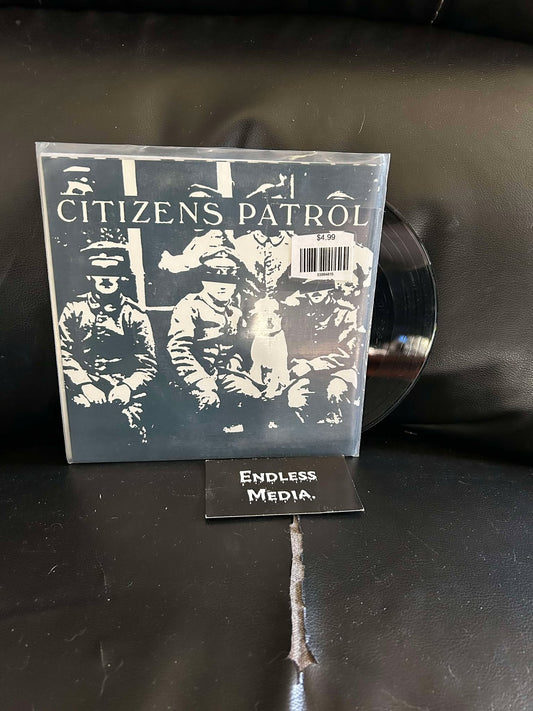 CITIZENS PATROL
$4.99
ENDLESS
MEDIA.